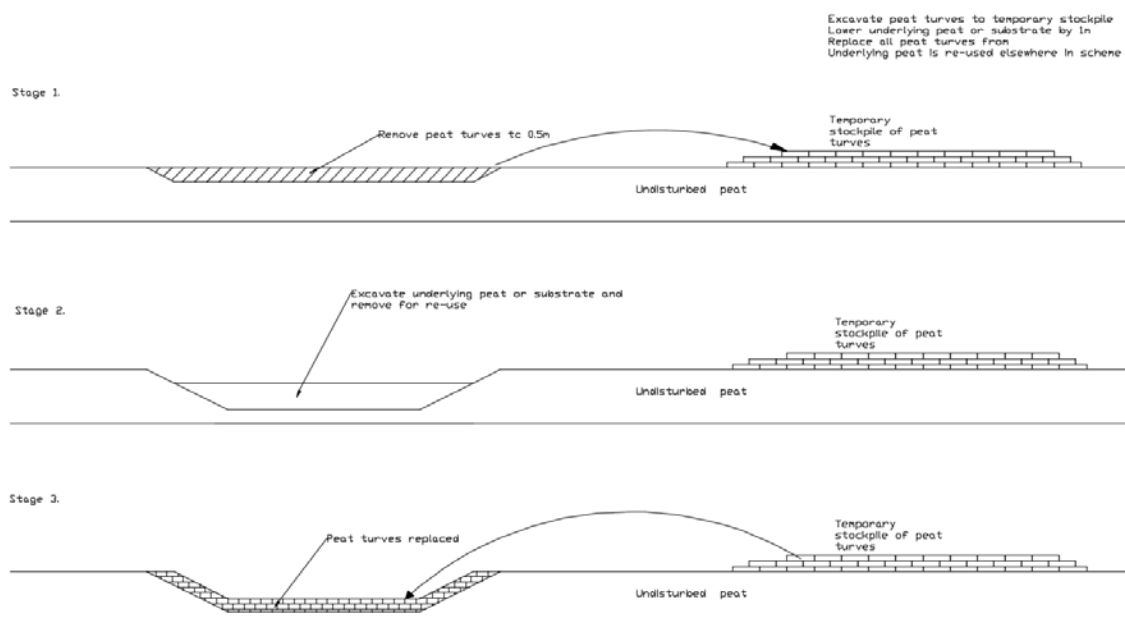 Excavate peat turves to temporary stockpile
Lower underlying peat or substrate by 1m
Replace all peat turves from
Underlying peat is re-used elsewhere in scheme
Stage 1.
Remove peat turves to 0.5m
Temporary
stockpile of peat
turves
Undisturbed peat
Stage 2.
Excavate underlying peat or substrate and
remove for re-use
Temporary
stockpile of peat
turves
Undisturbed peat
Stage 3.
Peat turves replaced
Temporary
stockpile of peat
turves
Undisturbed peat